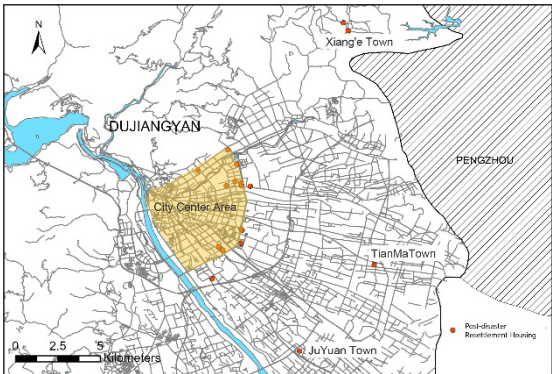 N
Xiang'e Town
DUJIANGYAN
PENGZHOU
City Center Area
TianMaTown
Post-disaster
Resettlement Housing
0 2.5 5
Kilometers
JuYuan Town